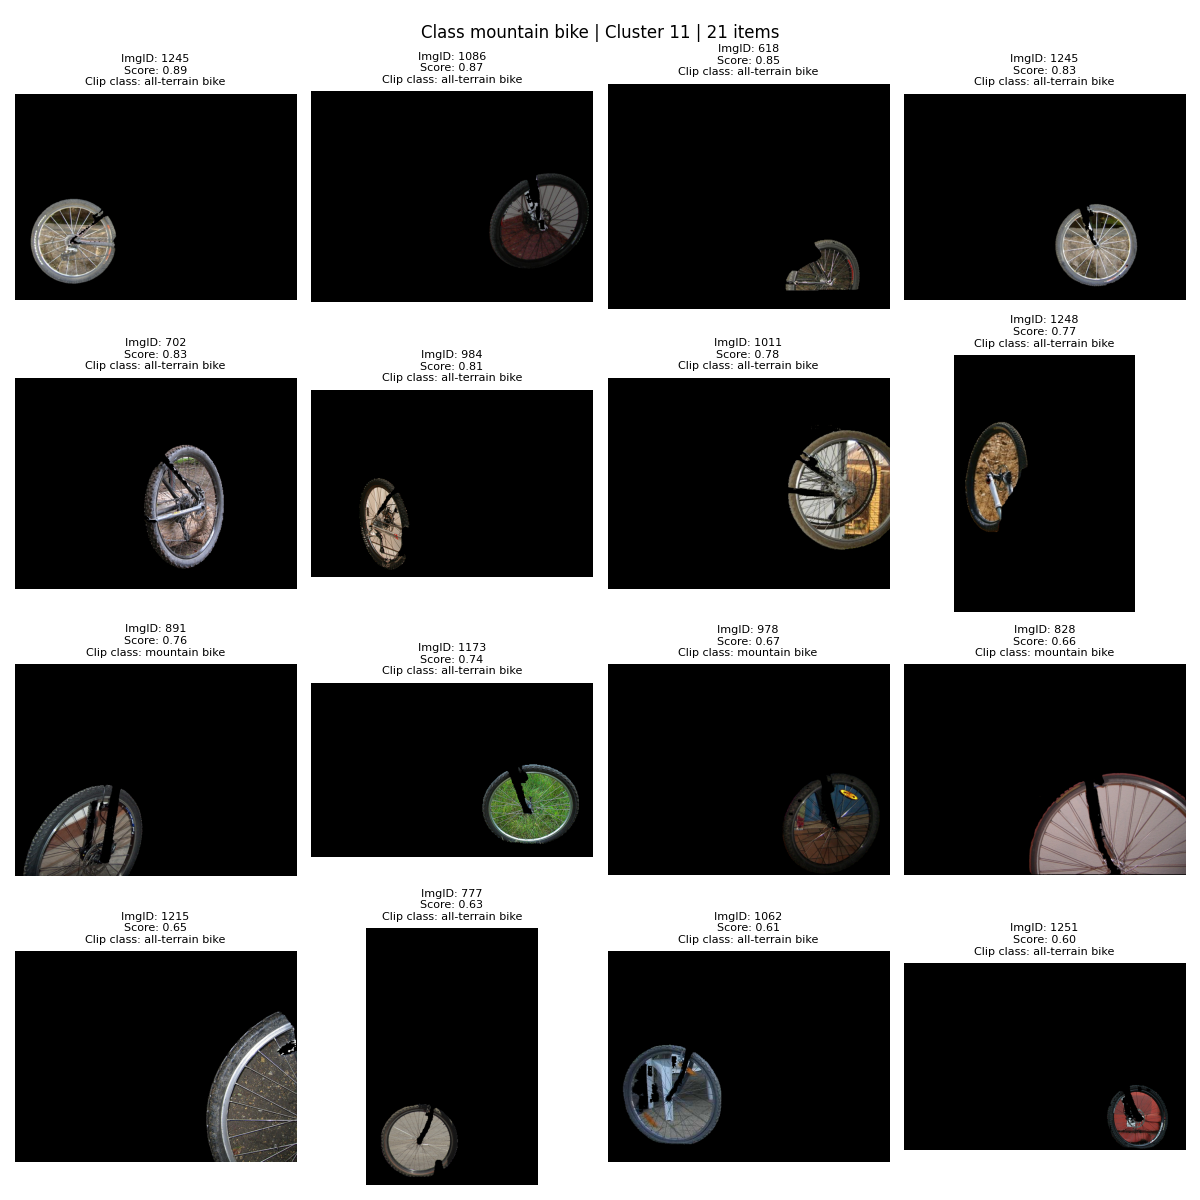 Class mountain bike | Cluster 11 | 21 items
ImgID: 1245
Score: 0.89
Clip class: all-terrain bike
ImgID: 1086
Score: 0.87
Clip class: all-terrain bike
ImgID: 618
Score: 0.85
Clip class: all-terrain bike
ImgID: 1245
Score: 0.83
Clip class: all-terrain bike
ImgID: 702
Score: 0.83
Clip class: all-terrain bike
ImgID: 984
Score: 0.81
Clip class: all-terrain bike
ImgID: 1011
Score: 0.78
Clip class: all-terrain bike
ImgID: 1248
Score: 0.77
Clip class: all-terrain bike
ImgID: 891
Score: 0.76
Clip class: mountain bike
ImgID: 1173
Score: 0.74
Clip class: all-terrain bike
ImgID: 978
Score: 0.67
Clip class: mountain bike
ImgID: 828
Score: 0.66
Clip class: mountain bike
ImgID: 1215
Score: 0.65
Clip class: all-terrain bike
ImgID: 777
Score: 0.63
Clip class: all-terrain bike
ImgID: 1062
Score: 0.61
Clip class: all-terrain bike
ImgID: 1251
Score: 0.60
Clip class: all-terrain bike